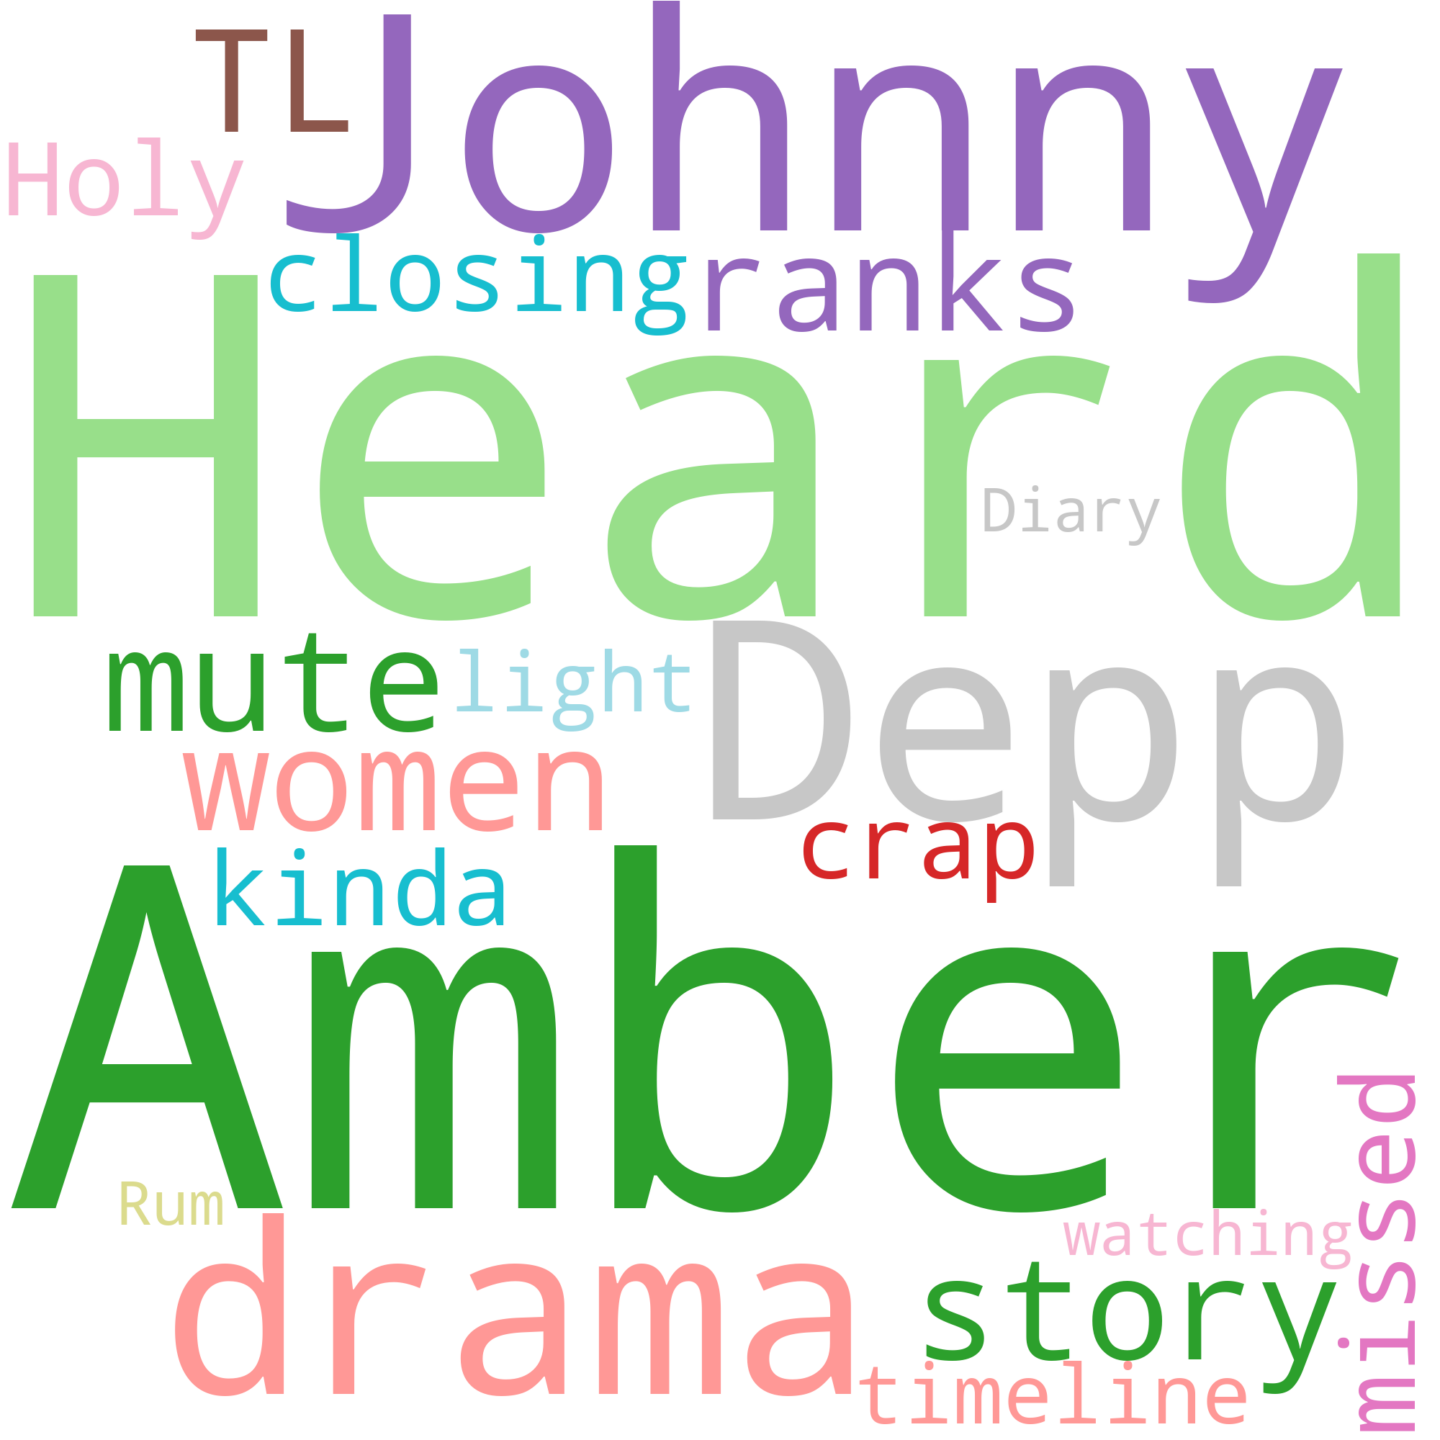 TL
Johnny
Holy
closing
ranks
Heard
Diary
mute
light
Depp
women
crap
kinda
Amber
missed
Rum
watching
drama
story
timeline